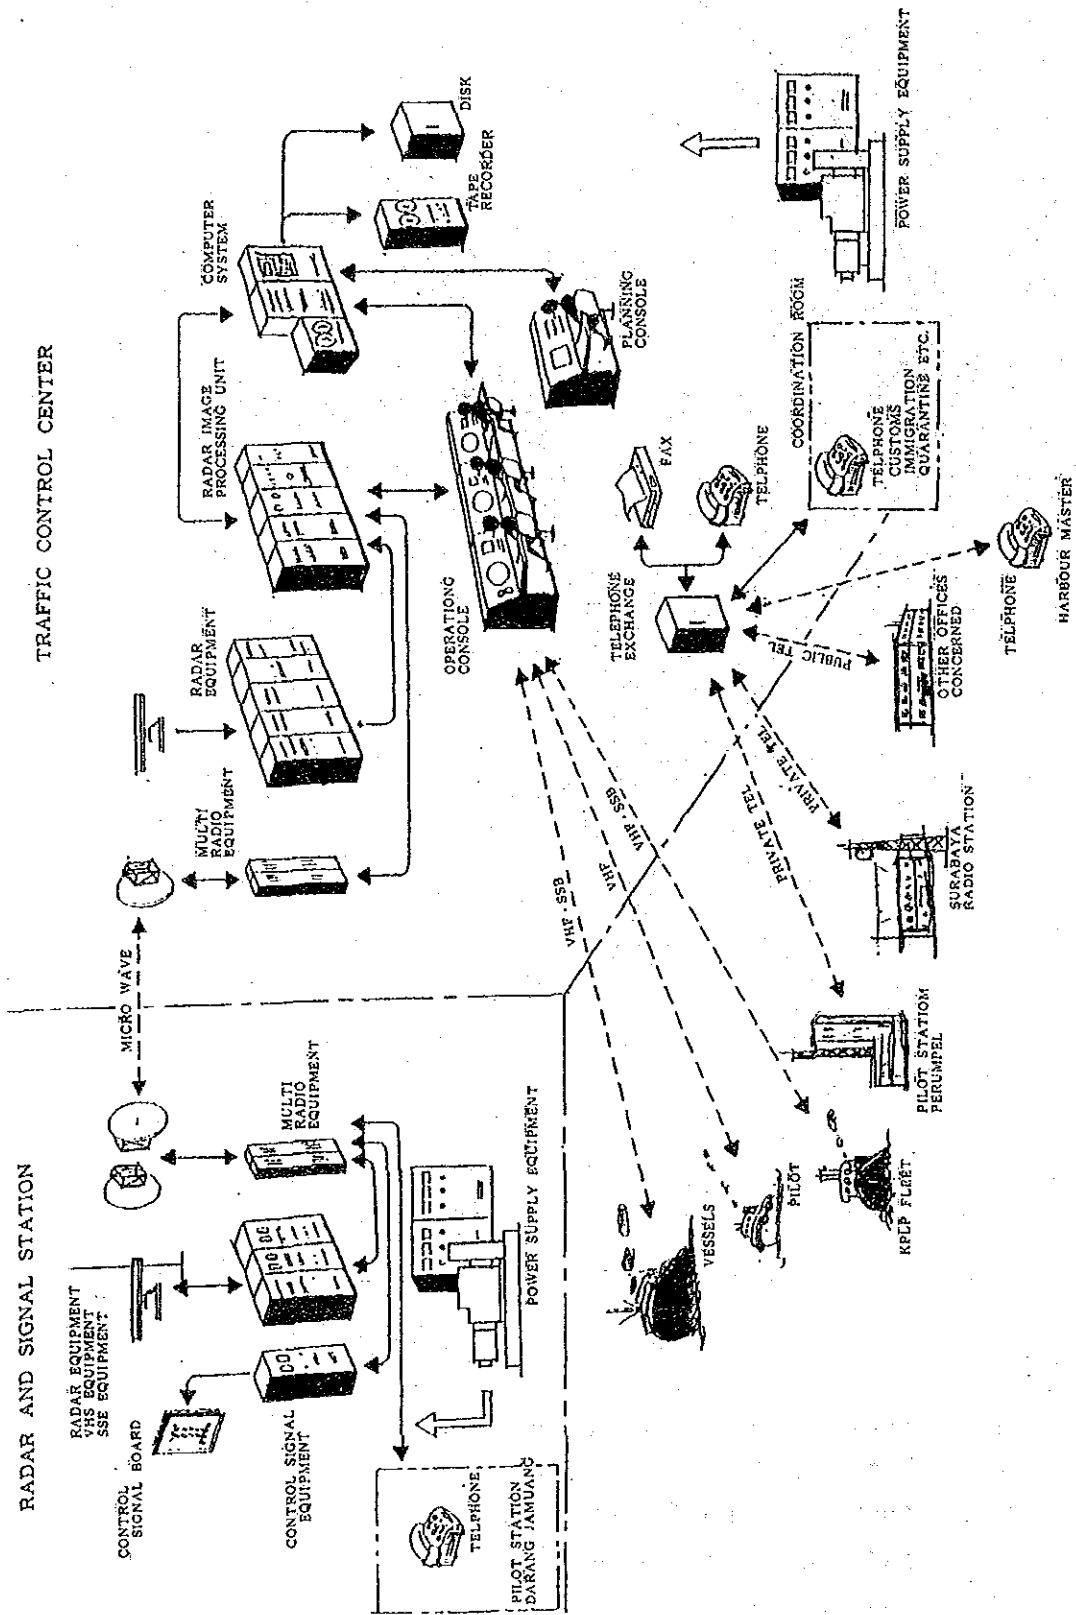 RADAR AND SIGNAL STATION
TRAFFIC CONTROL CENTER
RADAR EQUIPMENT
VHS EQUIPMENT
SSE EQUIPMENT
CONTROL
SIGNAL BOARD
CONTROL SIGNAL
EQUIPMENT
MULTI
RADIO
EQUIPMENT
MICRO WAVE
MULTI
RADIO
EQUIPMENT
RADAR
EQUIPMENT
RADAR IMAGE
PROCESSING UNIT
COMPUTER
SYSTEM
TAPE
RECORDER
DISK
OPERATIONG
CONSOLE
PLANNING
CONSOLE
TELPHONE
PILOT STATION
DARANG JAMUANG
POWER SUPPLY EQUIPMENT
VHF·SSB
VHF
VHF·SSB
TELEPHONE
EXCHANGE
FAX
TELPHONE
PRIVATE TEL
PRIVATE TEL
PUBLIC TEL
COORDINATION ROOM
TELPHONE
CUSTOMS
IMMIGRATION
QUARANTINE ETC.
POWER SUPPLY EQUIPMENT
VESSELS
PILOT
KPLP FLEET
PILOT STATIOM
PERUMPEL
SURABAYA
RADIO STATION
OTHER OFFICES
CONCERNED
TELPHONE
HARBOUR MASTER